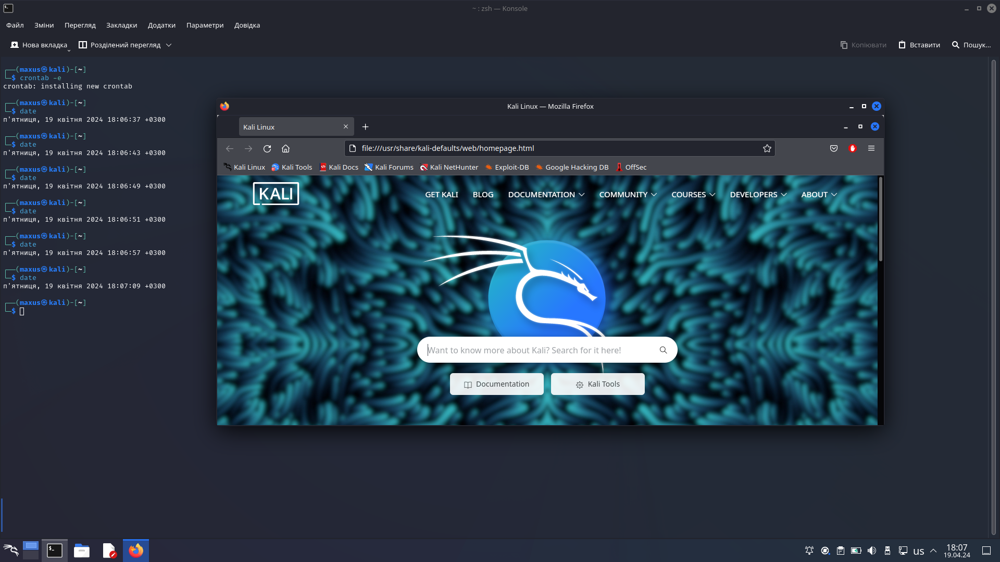 ~ : zsh — Konsole
Файл Зміни Перегляд Закладки Додатки Параметри Довідка
Нова вкладка Розділений перегляд Копіювати Вставити Пошук...
┌──(maxus㉿kali)-[~]
└─$ crontab -e
crontab: installing new crontab
┌──(maxus㉿kali)-[~]
└─$ date
п'ятниця, 19 квітня 2024 18:06:37 +0300
┌──(maxus㉿kali)-[~]
└─$ date
п'ятниця, 19 квітня 2024 18:06:43 +0300
┌──(maxus㉿kali)-[~]
└─$ date
п'ятниця, 19 квітня 2024 18:06:49 +0300
┌──(maxus㉿kali)-[~]
└─$ date
п'ятниця, 19 квітня 2024 18:06:51 +0300
┌──(maxus㉿kali)-[~]
└─$ date
п'ятниця, 19 квітня 2024 18:06:57 +0300
┌──(maxus㉿kali)-[~]
└─$ date
п'ятниця, 19 квітня 2024 18:07:09 +0300
┌──(maxus㉿kali)-[~]
└─$
Kali Linux — Mozilla Firefox
Kali Linux
file:///usr/share/kali-defaults/web/homepage.html
Kali Linux Kali Tools Kali Docs Kali Forums Kali NetHunter Exploit-DB Google Hacking DB OffSec
KALI GET KALI BLOG DOCUMENTATION COMMUNITY COURSES DEVELOPERS ABOUT
Want to know more about Kali? Search for it here!
Documentation Kali Tools
us 18:07
19.04.24